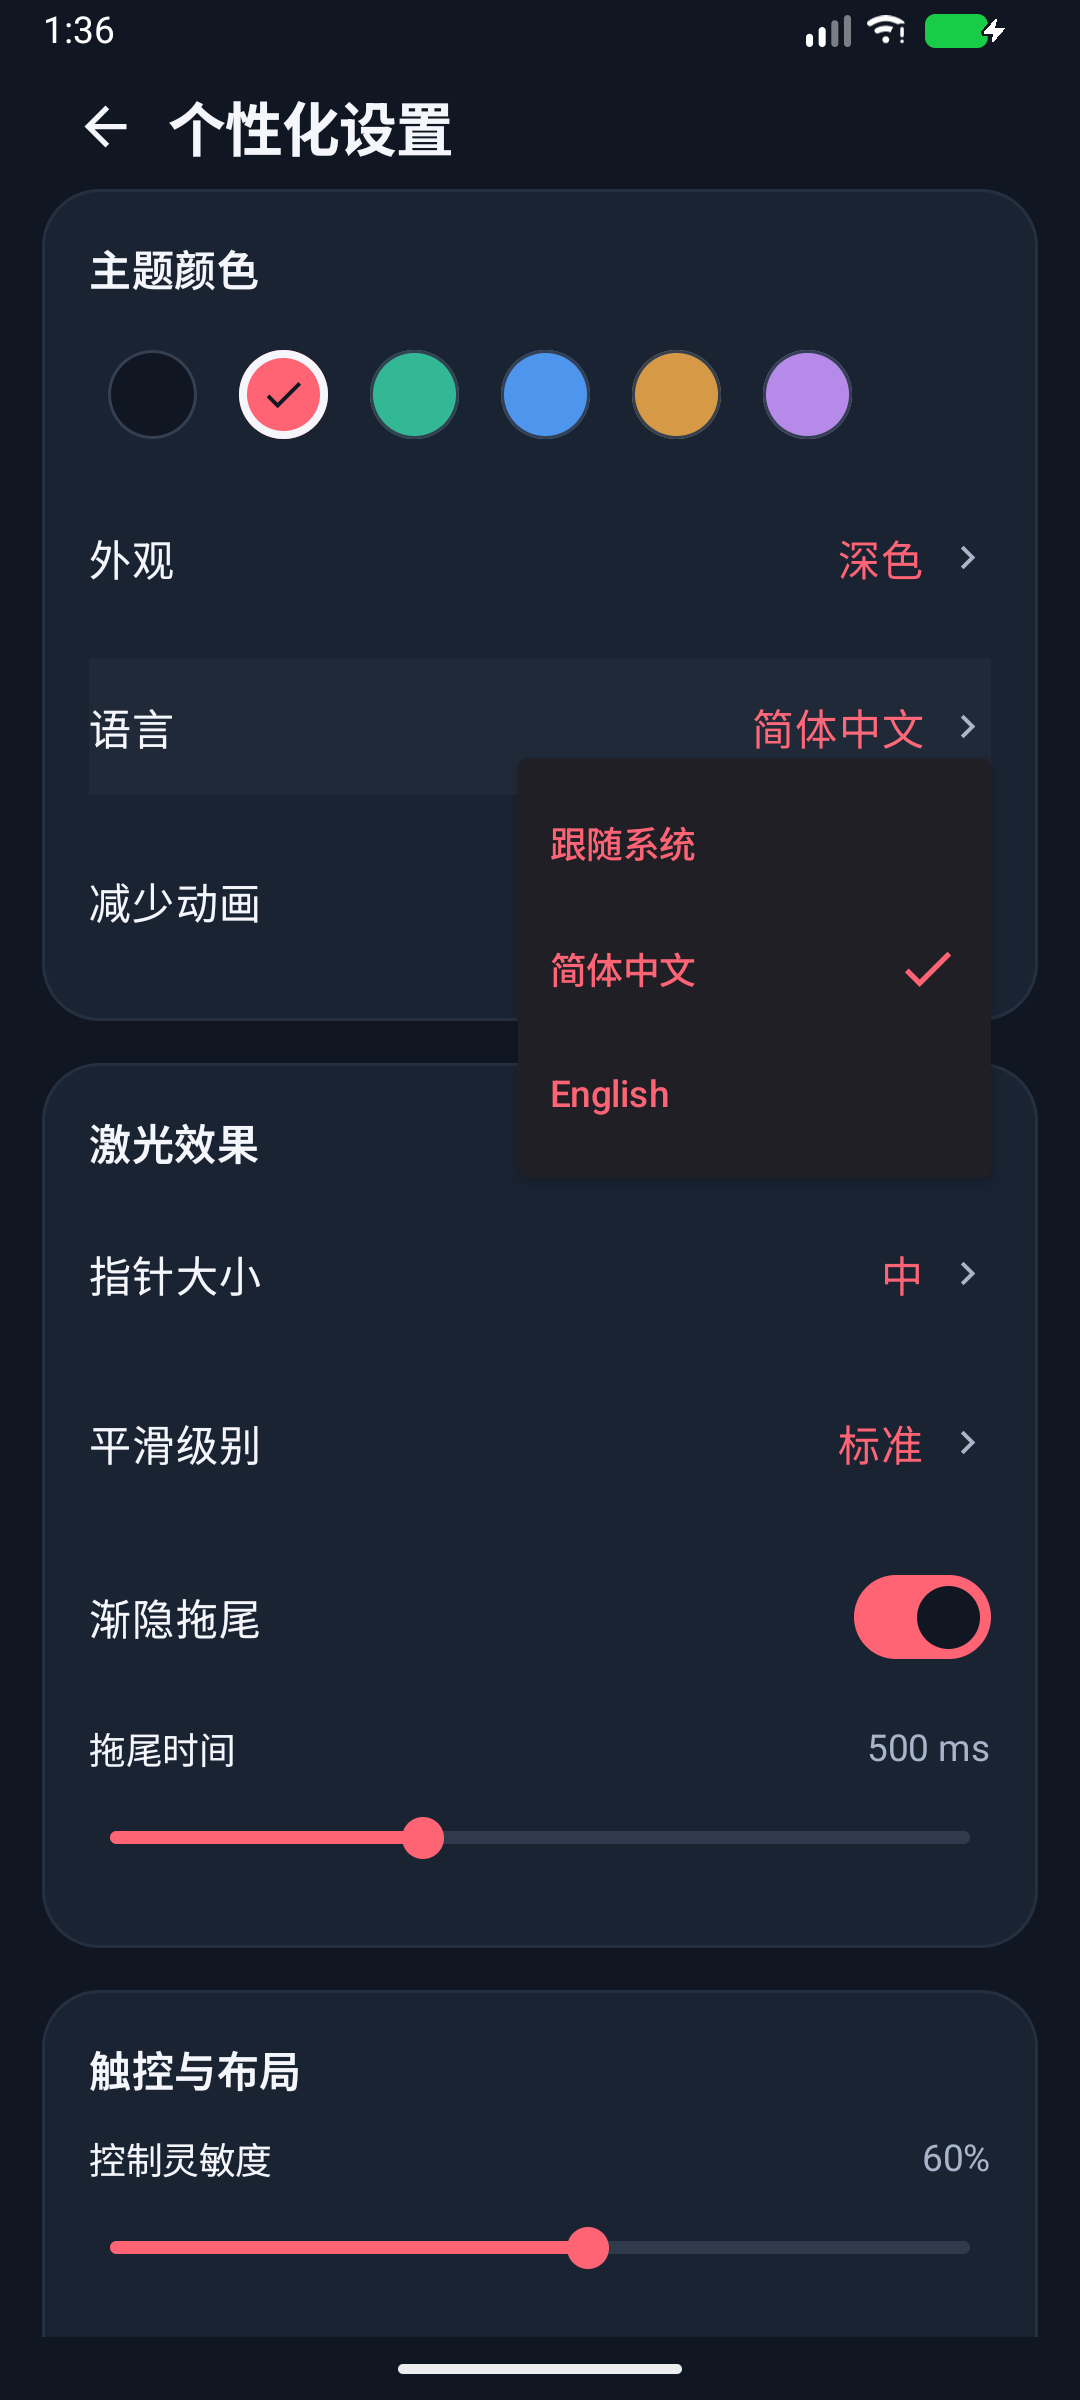 1:36
个性化设置
主题颜色
外观 深色
语言 简体中文
跟随系统
减少动画
简体中文
English
激光效果
指针大小 中
平滑级别 标准
渐隐拖尾
拖尾时间 500 ms
触控与布局
控制灵敏度 60%